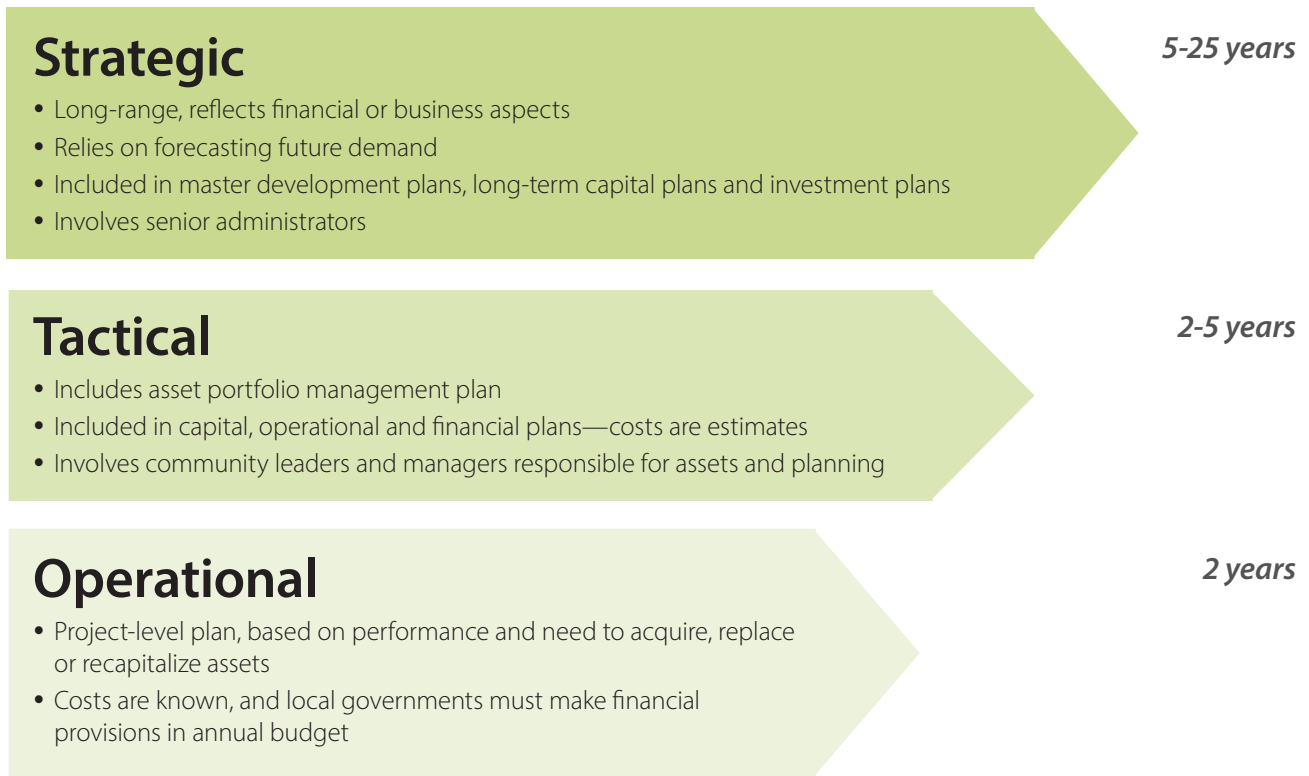 Strategic
5-25 years
• Long-range, reflects financial or business aspects
• Relies on forecasting future demand
• Included in master development plans, long-term capital plans and investment plans
• Involves senior administrators
Tactical
2-5 years
• Includes asset portfolio management plan
• Included in capital, operational and financial plans—costs are estimates
• Involves community leaders and managers responsible for assets and planning
Operational
2 years
• Project-level plan, based on performance and need to acquire, replace
or recapitalize assets
• Costs are known, and local governments must make financial
provisions in annual budget